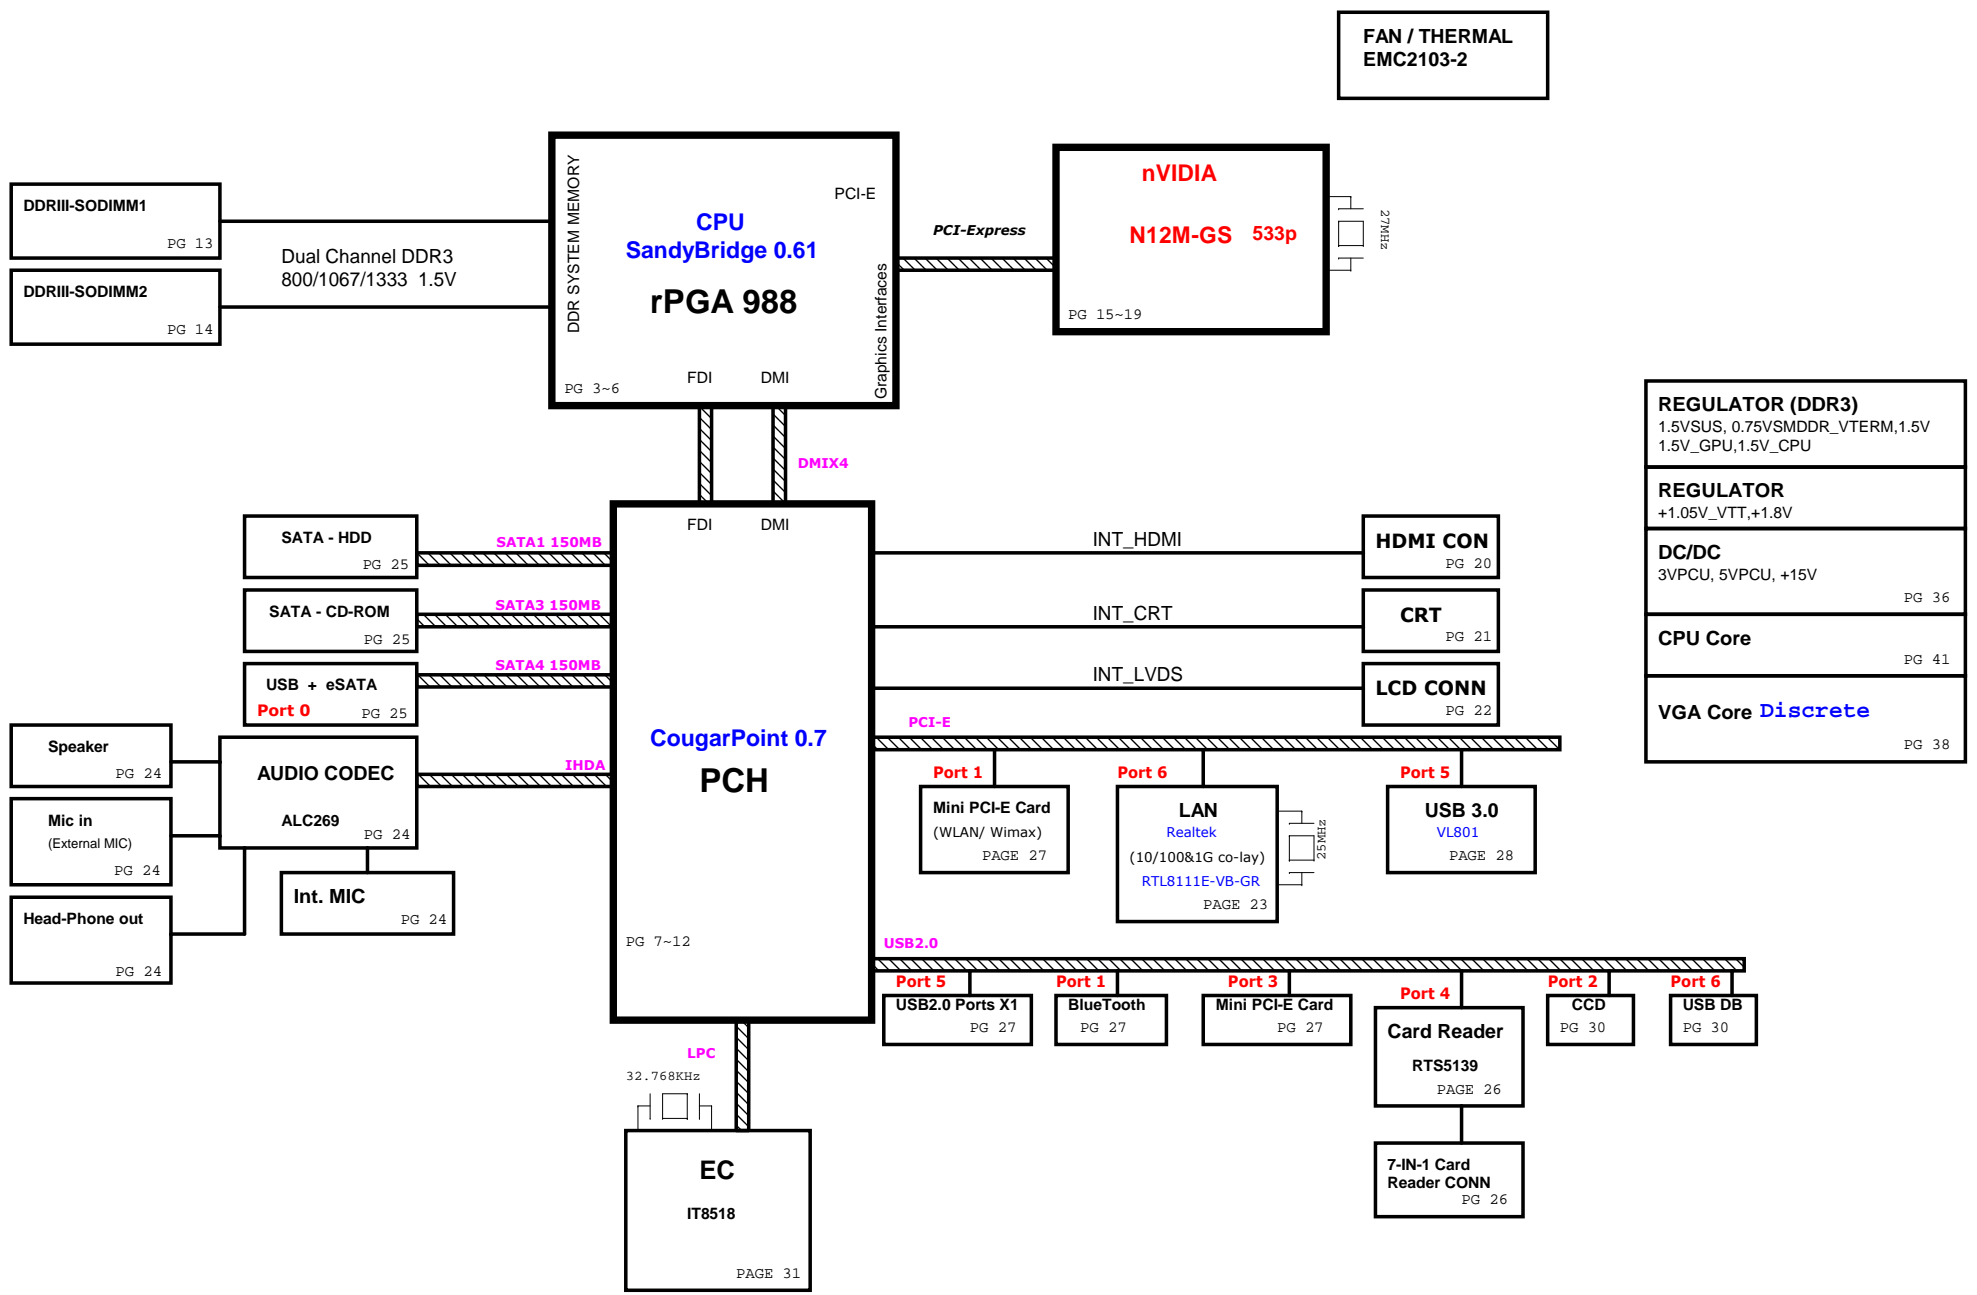 FAN / THERMAL
EMC2103-2
DDRIII-SODIMM1
PG 13
DDRIII-SODIMM2
PG 14
Dual Channel DDR3
800/1067/1333 1.5V
DDR SYSTEM MEMORY
PCI-E
CPU
SandyBridge 0.61
rPGA 988
Graphics Interfaces
PG 3~6
FDI
DMI
PCI-Express
nVIDIA
N12M-GS 533p
PG 15~19
27MHz
DMIX4
REGULATOR (DDR3)
1.5VSUS, 0.75VSMDDR_VTERM,1.5V
1.5V_GPU,1.5V_CPU
REGULATOR
+1.05V_VTT,+1.8V
DC/DC
3VPCU, 5VPCU, +15V
PG 36
CPU Core
PG 41
VGA Core Discrete
PG 38
FDI
DMI
CougarPoint 0.7
PCH
PG 7~12
SATA - HDD
PG 25
SATA1 150MB
SATA - CD-ROM
PG 25
SATA3 150MB
USB + eSATA
Port 0
PG 25
SATA4 150MB
Speaker
PG 24
Mic in
(External MIC)
PG 24
Head-Phone out
PG 24
AUDIO CODEC
ALC269
PG 24
IHDA
Int. MIC
PG 24
INT_HDMI
HDMI CON
PG 20
INT_CRT
CRT
PG 21
INT_LVDS
LCD CONN
PG 22
PCI-E
Port 1
Mini PCI-E Card
(WLAN/ Wimax)
PAGE 27
Port 6
LAN
Realtek
(10/100&1G co-lay)
RTL8111E-VB-GR
PAGE 23
25MHz
Port 5
USB 3.0
VL801
PAGE 28
USB2.0
Port 5
USB2.0 Ports X1
PG 27
Port 1
BlueTooth
PG 27
Port 3
Mini PCI-E Card
PG 27
Port 4
Card Reader
RTS5139
PAGE 26
Port 2
CCD
PG 30
Port 6
USB DB
PG 30
7-IN-1 Card
Reader CONN
PG 26
LPC
32.768KHz
EC
IT8518
PAGE 31